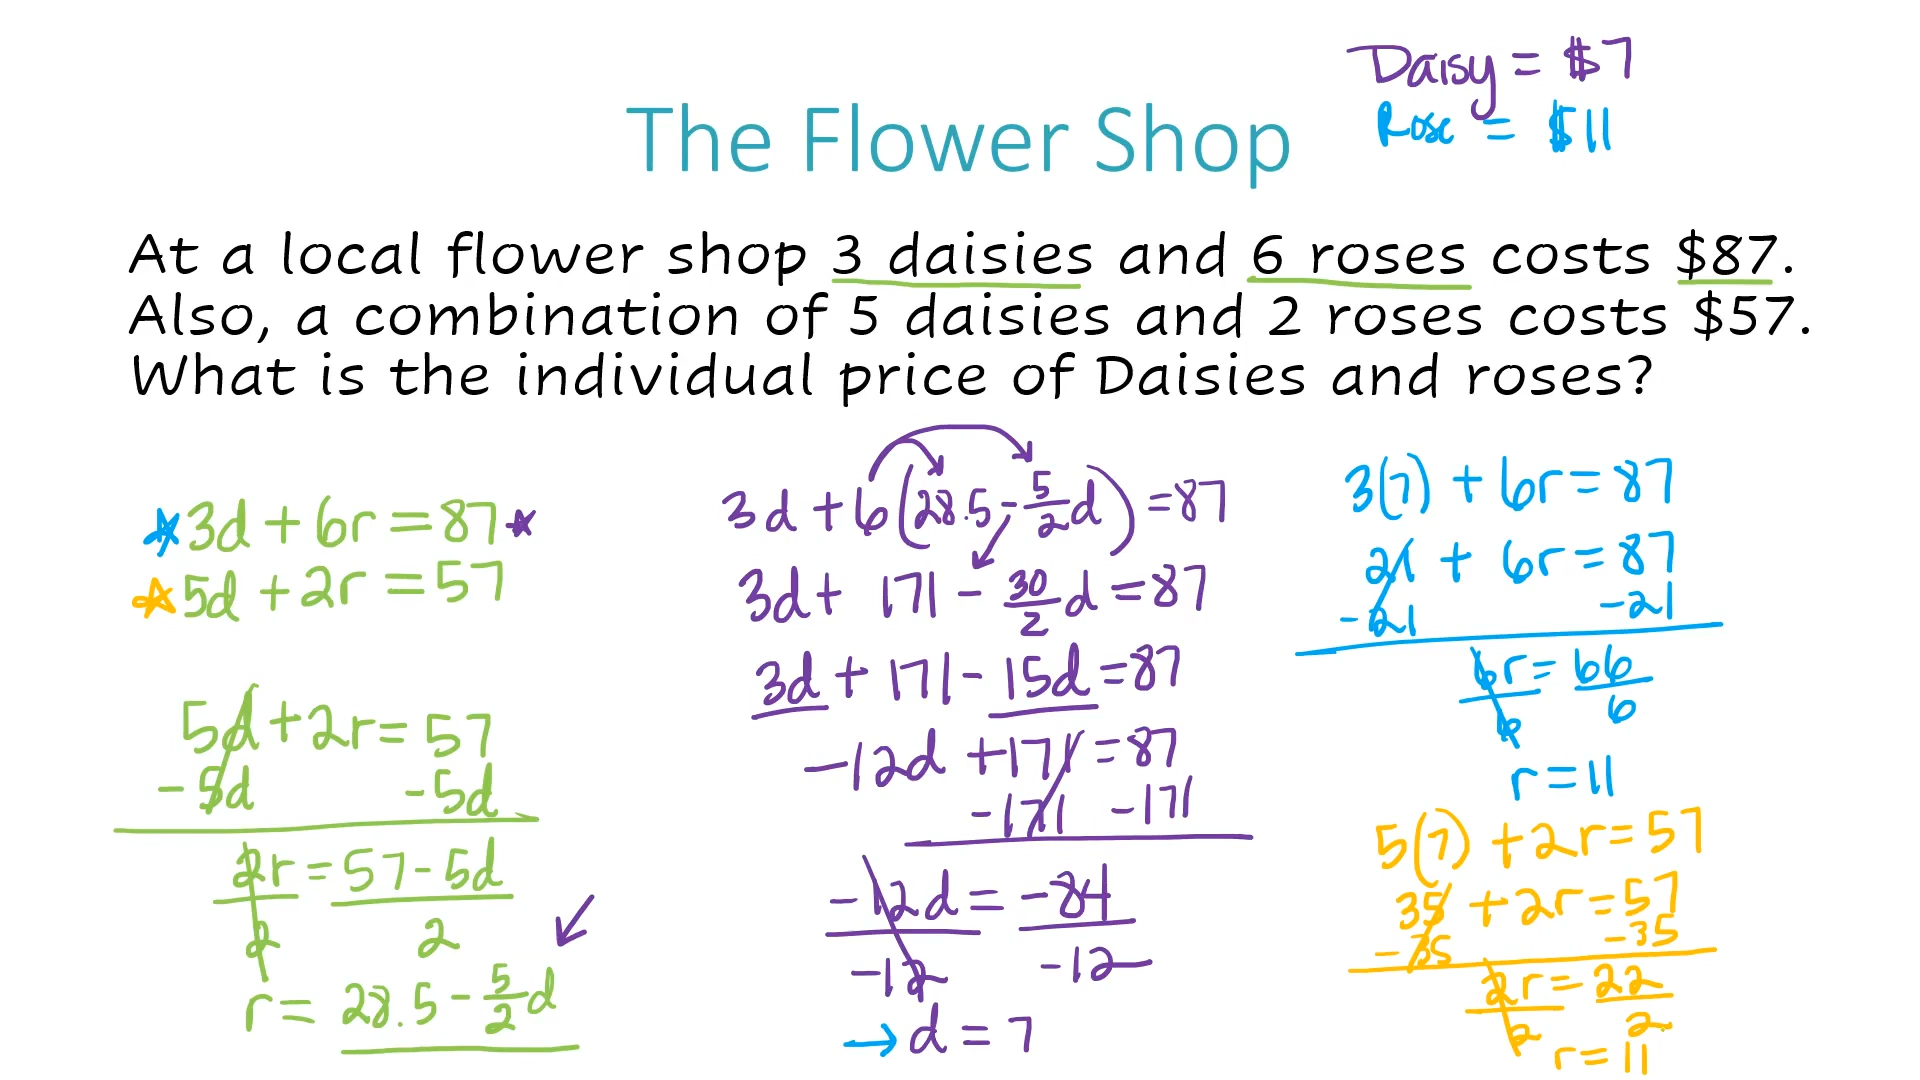 Daisy = $7
Rose = $11
The Flower Shop
At a local flower shop 3 daisies and 6 roses costs $87.
Also, a combination of 5 daisies and 2 roses costs $57.
What is the individual price of Daisies and roses?
3d + 6r = 87
5d + 2r = 57
5d + 2r = 57
-5d -5d
2r = 57 - 5d
2 2
r = 28.5 - 5/2 d
3d + 6(28.5 - 5/2 d) = 87
3d + 171 - 30/2 d = 87
3d + 171 - 15d = 87
-12d + 171 = 87
-171 -171
-12d = -84
-12 -12
→ d = 7
3(7) + 6r = 87
21 + 6r = 87
-21 -21
6r = 66
6 6
r = 11
5(7) + 2r = 57
35 + 2r = 57
-35 -35
2r = 22
2 2
r = 11